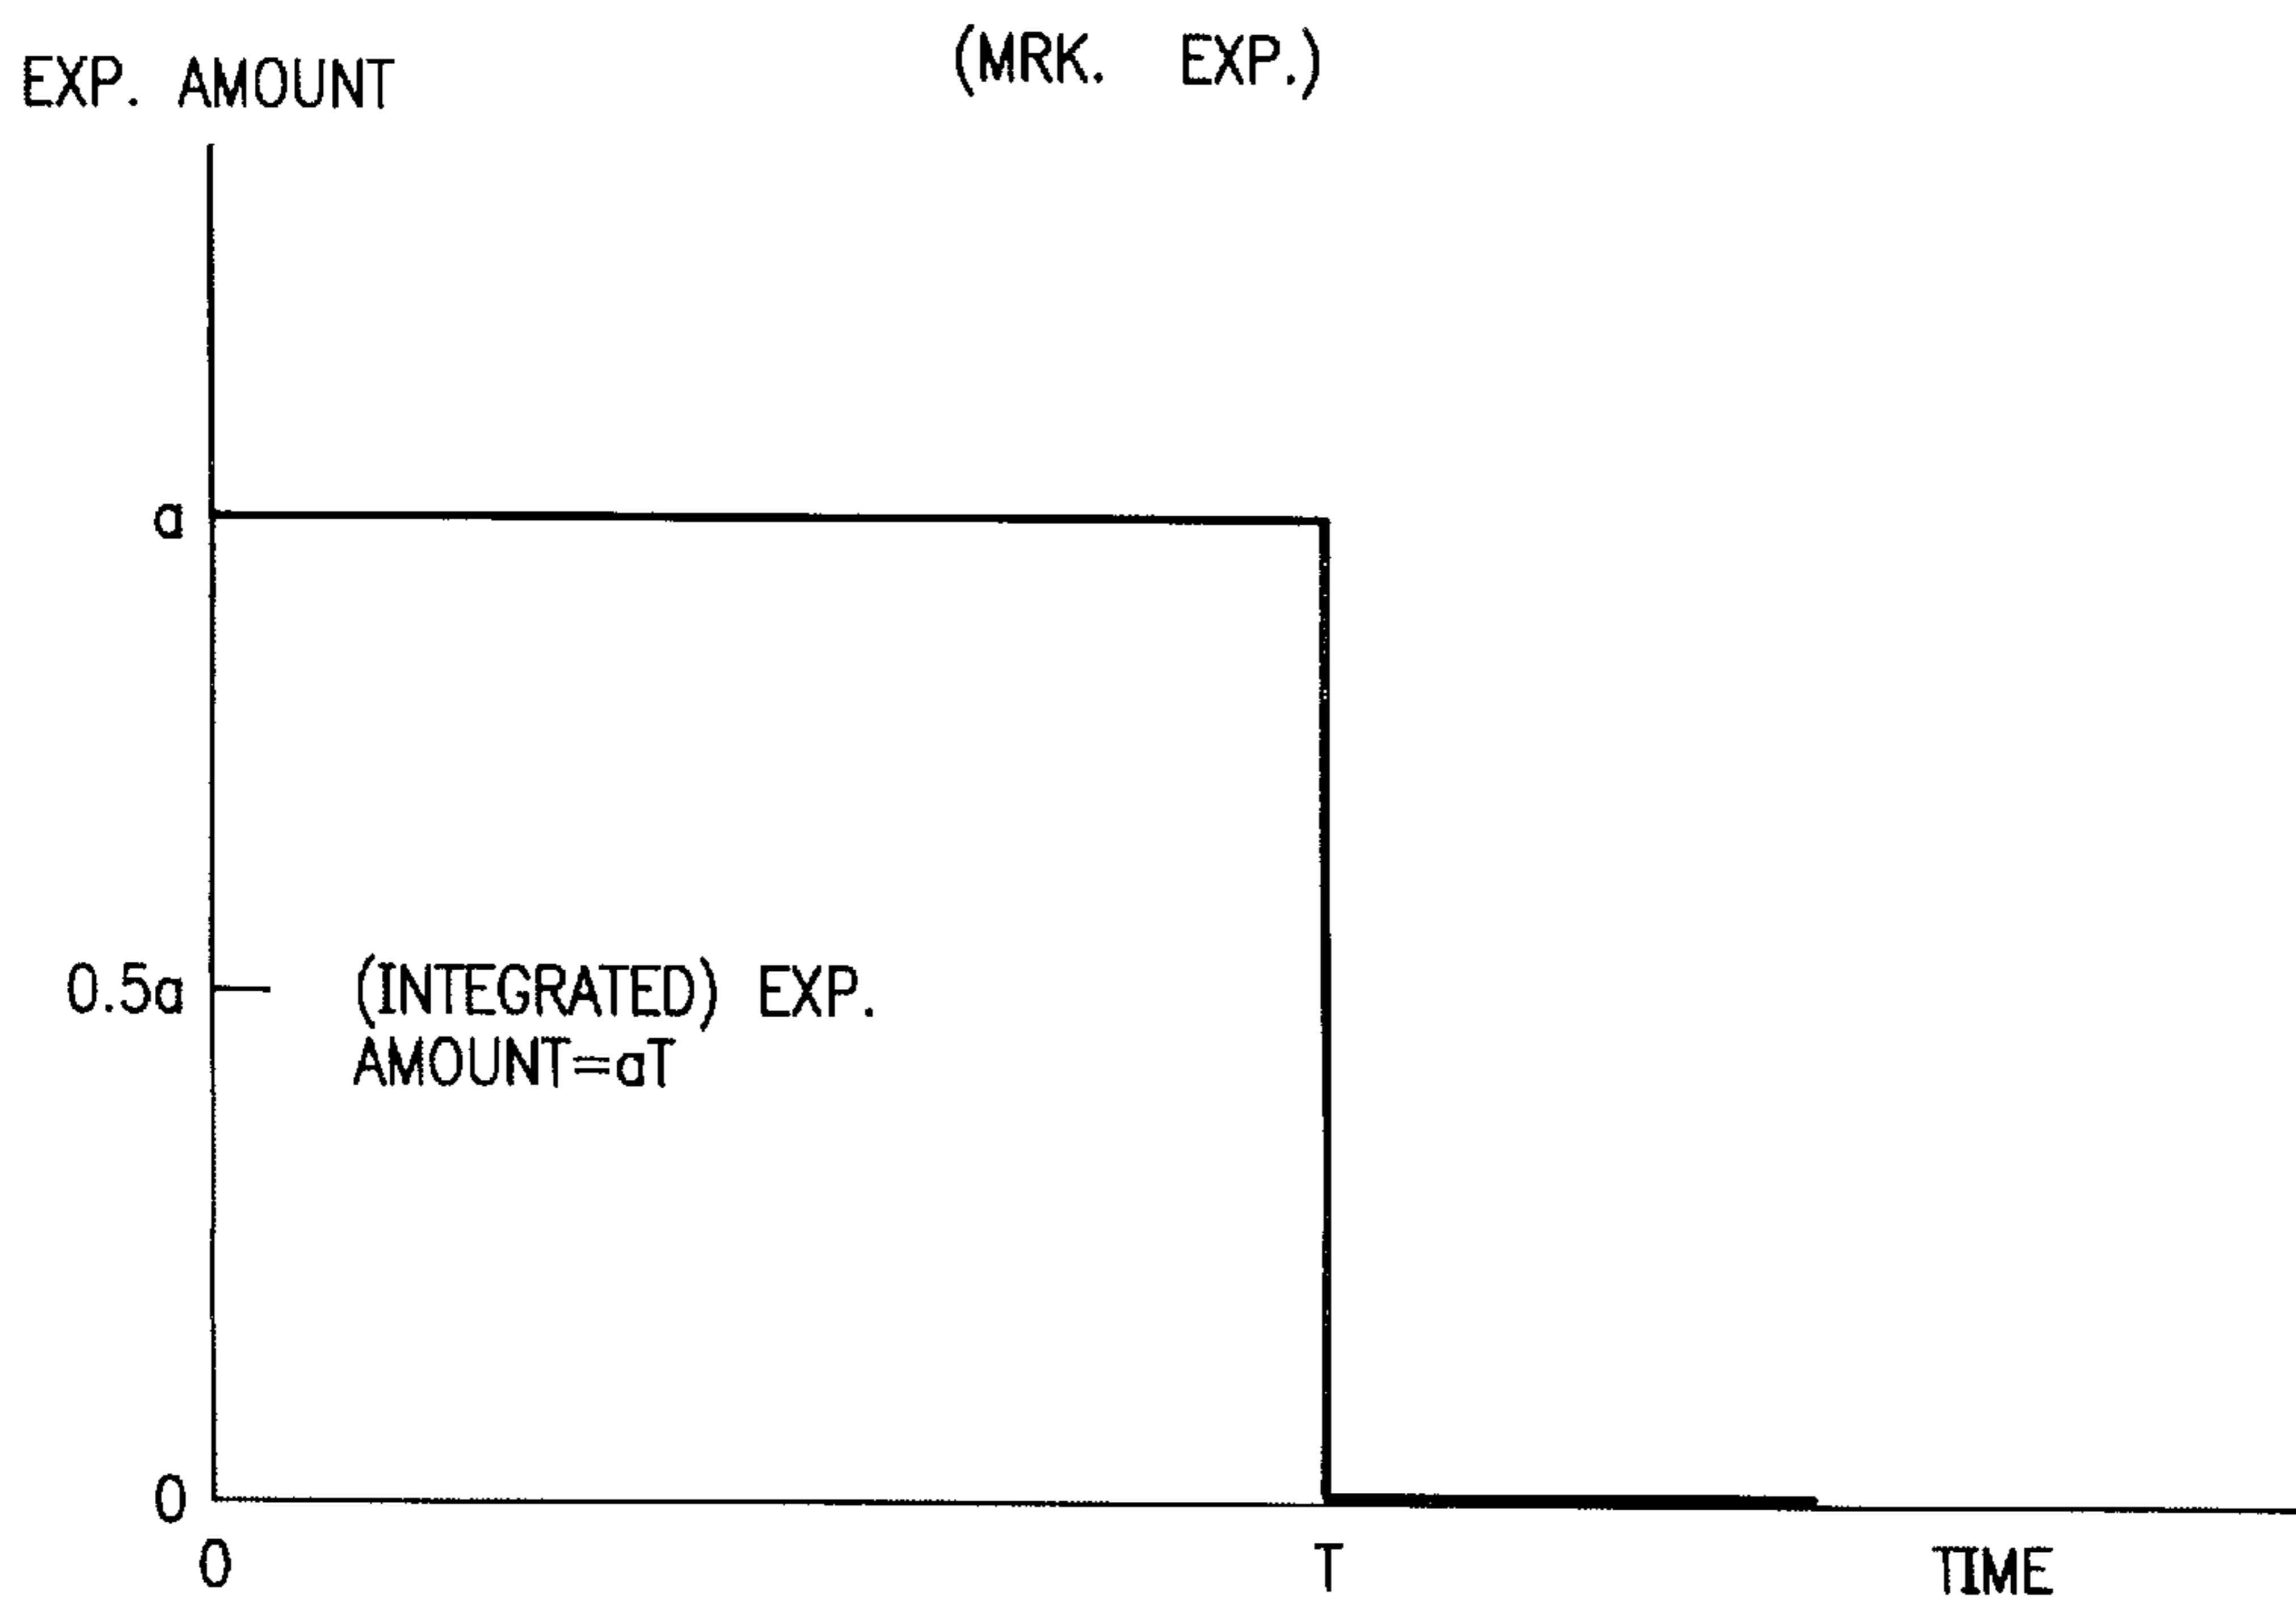 (MRK. EXP.)
EXP. AMOUNT
a
0.5a
(INTEGRATED) EXP.
AMOUNT=aT
0
0
T
TIME